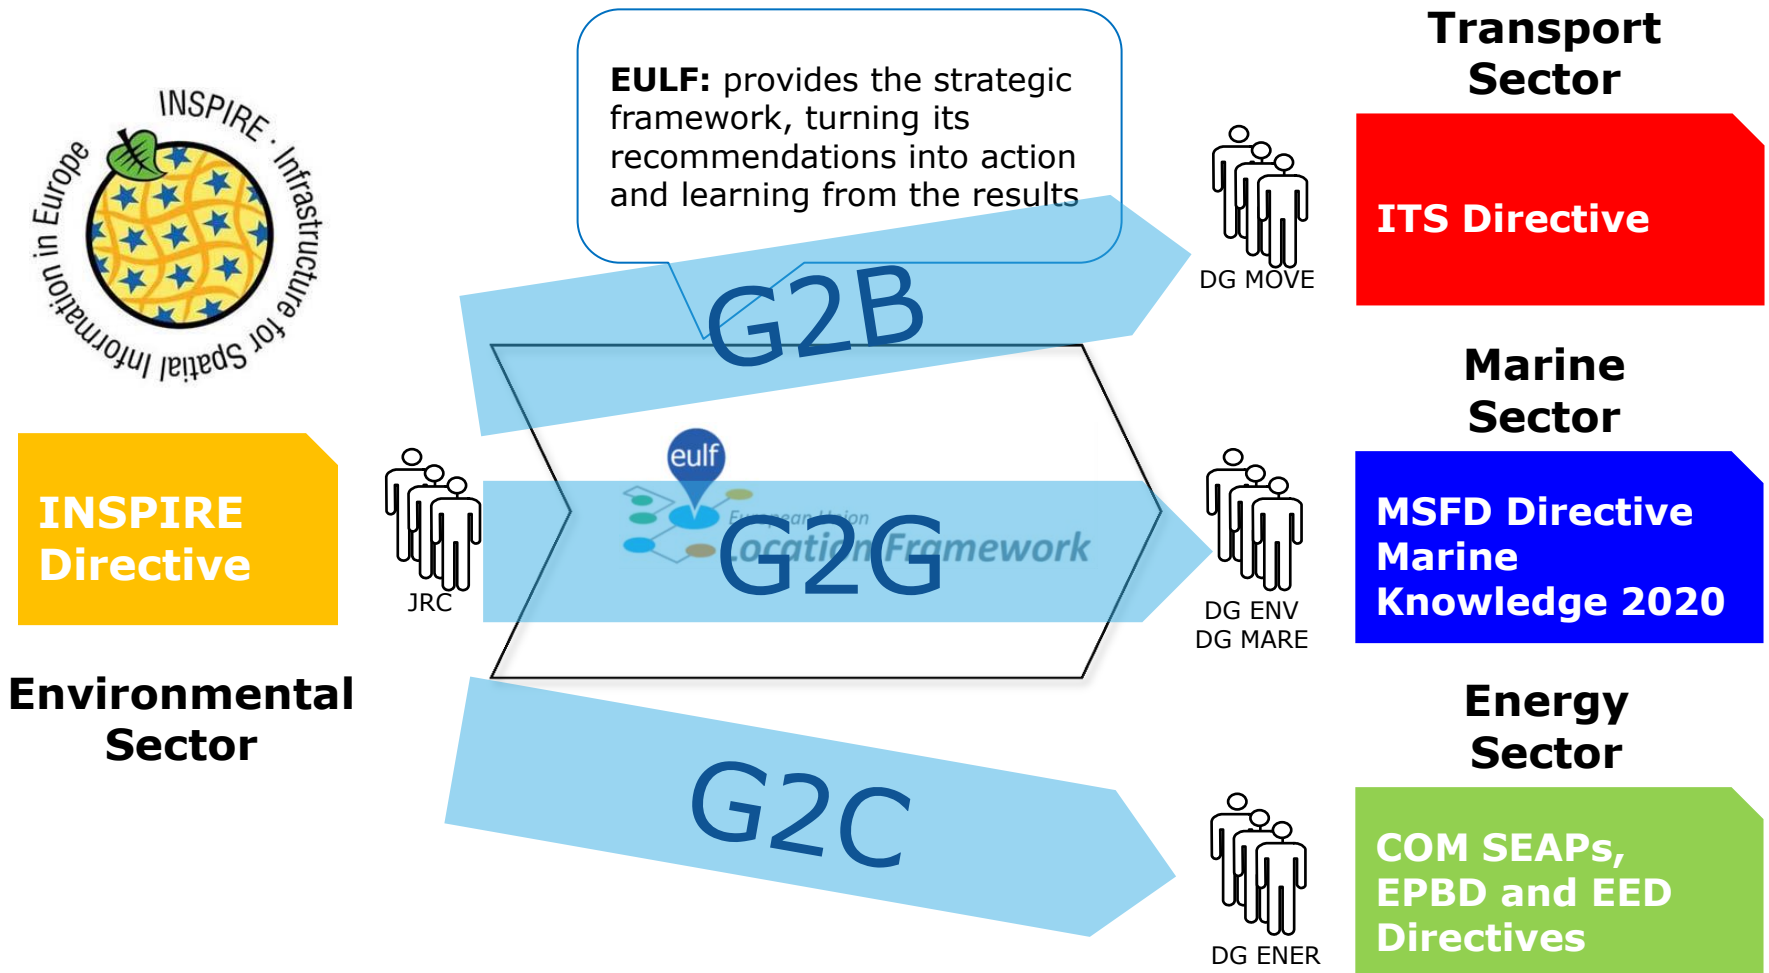 INSPIRE · Infrastructure for Spatial Information in Europe
INSPIRE
Directive
Environmental
Sector
JRC
EULF: provides the strategic
framework, turning its
recommendations into action
and learning from the results
G2B
eulf
European Union
Location Framework
G2G
G2C
Transport
Sector
DG MOVE
ITS Directive
Marine
Sector
DG ENV
DG MARE
MSFD Directive
Marine
Knowledge 2020
Energy
Sector
DG ENER
COM SEAPs,
EPBD and EED
Directives